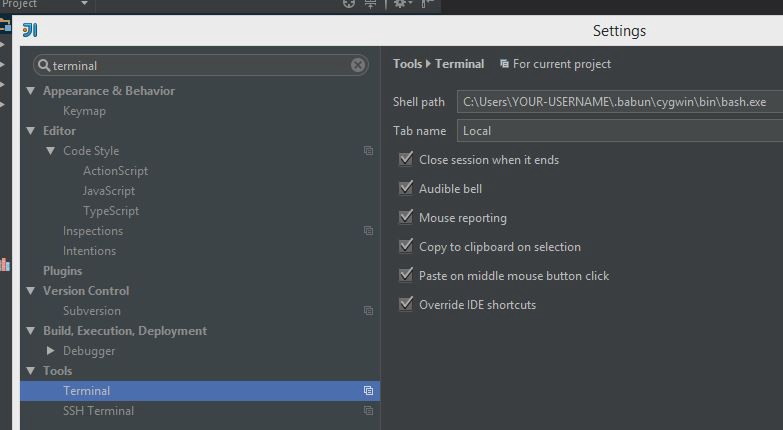 Project
Settings
terminal
Appearance & Behavior
Keymap
Editor
Code Style
ActionScript
JavaScript
TypeScript
Inspections
Intentions
Plugins
Version Control
Subversion
Build, Execution, Deployment
Debugger
Tools
Terminal
SSH Terminal
Tools Terminal For current project
Shell path C:\Users\YOUR-USERNAME\.babun\cygwin\bin\bash.exe
Tab name Local
Close session when it ends
Audible bell
Mouse reporting
Copy to clipboard on selection
Paste on middle mouse button click
Override IDE shortcuts